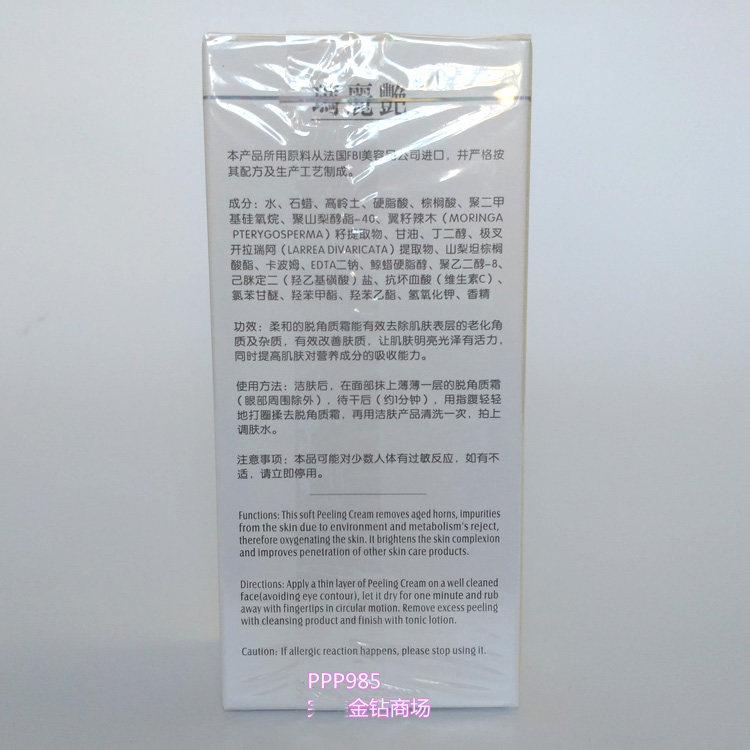 瑞麗艷
本产品所用原料从法国FBI美容品公司进口，并严格按
其配方及生产工艺制成。
成分：水、石蜡、高岭土、硬脂酸、棕榈酸、聚二甲
基硅氧烷、聚山梨醇酯-40、翼籽辣木（MORINGA
PTERYGOSPERMA）籽提取物、甘油、丁二醇、极叉
开拉瑞阿（LARREA DIVARICATA）提取物、山梨坦棕榈
酸酯、卡波姆、EDTA二钠、鲸蜡硬脂醇、聚乙二醇-8、
己脒定二（羟乙基磺酸）盐、抗坏血酸（维生素C）、
氯苯甘醚、羟苯甲酯、羟苯乙酯、氢氧化钾、香精
功效：柔和的脱角质霜能有效去除肌肤表层的老化角
质及杂质，有效改善肤质，让肌肤明亮光泽有活力，
同时提高肌肤对营养成分的吸收能力。
使用方法：洁肤后，在面部抹上薄薄一层的脱角质霜
（眼部周围除外），待干后（约1分钟），用指腹轻轻
地打圈揉去脱角质霜，再用洁肤产品清洗一次，拍上
调肤水。
注意事项：本品可能对少数人体有过敏反应，如有不
适，请立即停用。
Functions: This soft Peeling Cream removes aged horns, impurities
from the skin due to environment and metabolism's reject,
therefore oxygenating the skin. It brightens the skin complexion
and improves penetration of other skin care products.
Directions: Apply a thin layer of Peeling Cream on a well cleaned
face(avoiding eye contour), let it dry for one minute and rub
away with fingertips in circular motion. Remove excess peeling
with cleansing product and finish with tonic lotion.
Caution: If allergic reaction happens, please stop using it.
PPP985
金钻商场